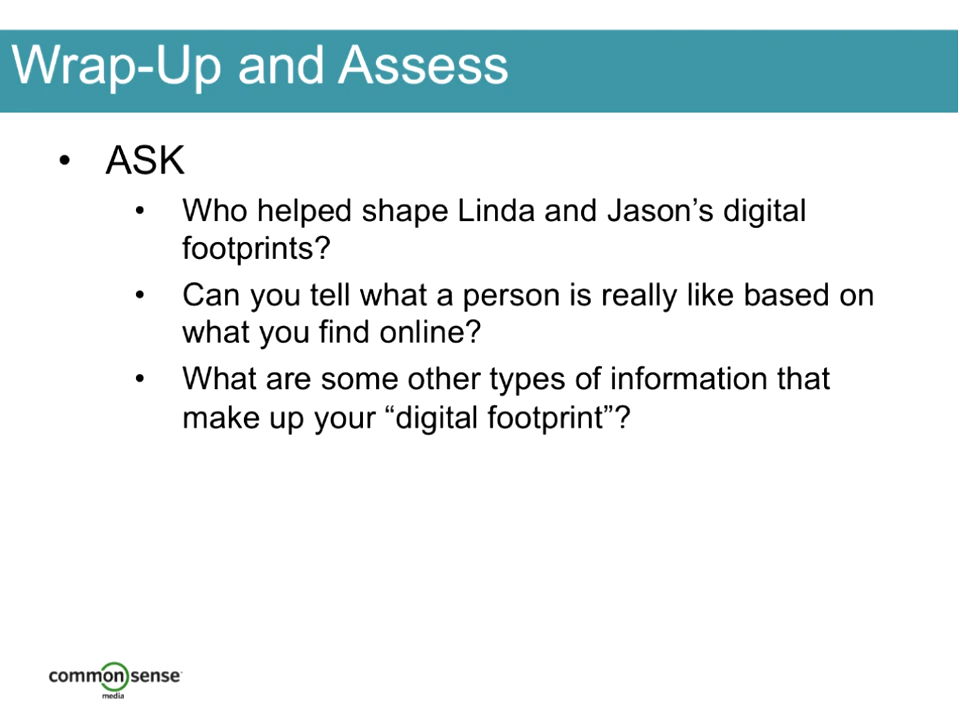 Wrap-Up and Assess
• ASK
• Who helped shape Linda and Jason’s digital
footprints?
• Can you tell what a person is really like based on
what you find online?
• What are some other types of information that
make up your “digital footprint”?
common sense
media